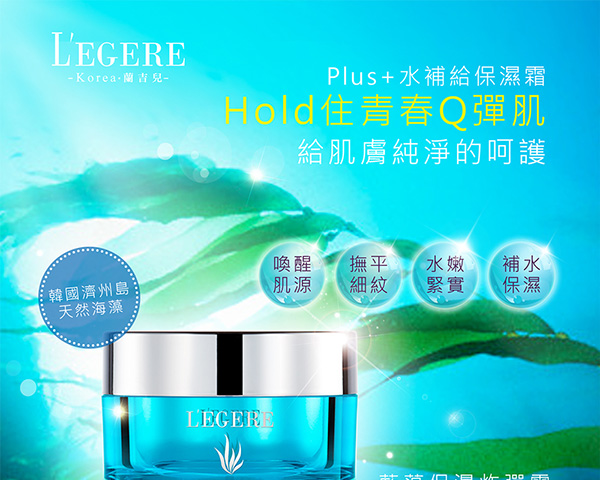 L'EGERE
-Korea·蘭吉兒-
Plus+水補給保濕霜
Hold住青春Q彈肌
給肌膚純淨的呵護
喚醒
肌源
撫平
細紋
水嫩
緊實
補水
保濕
韓國濟州島
天然海藻
L'EGERE